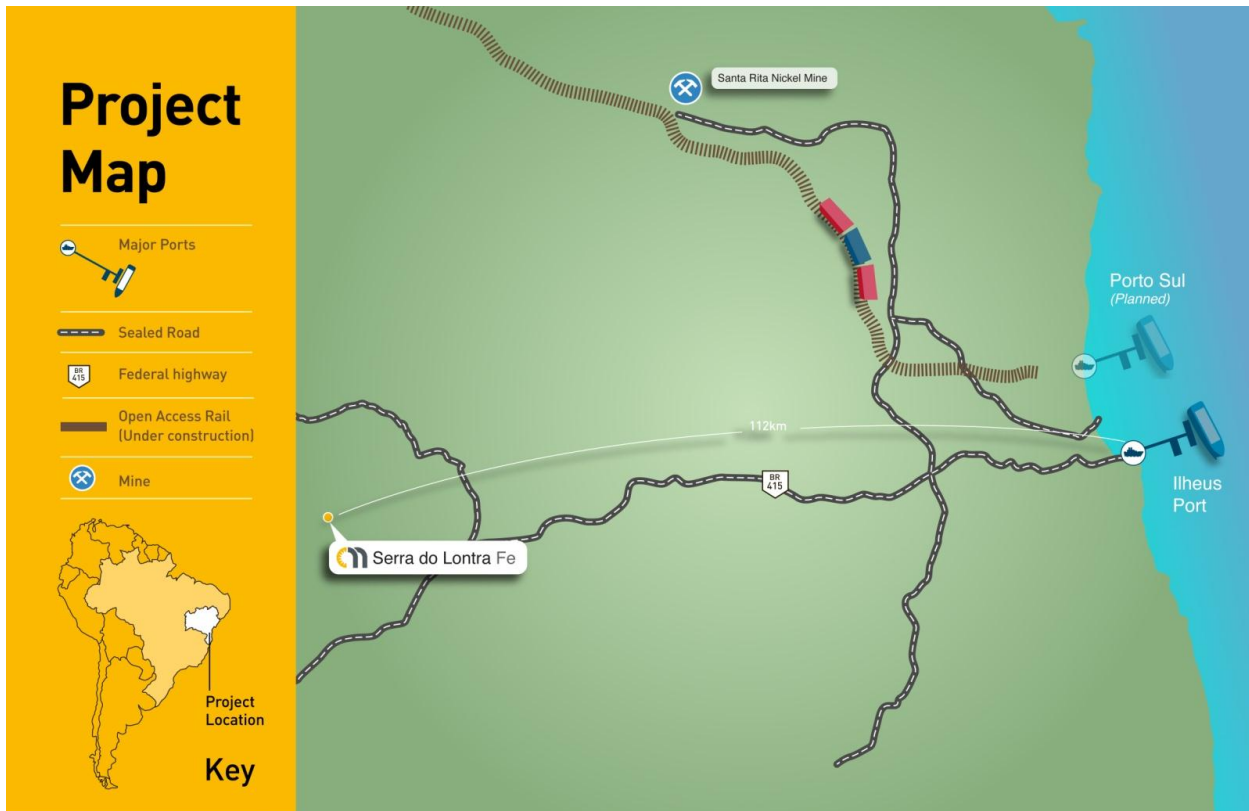 Project
Map
Major Ports
Sealed Road
BR
415
Federal highway
Open Access Rail
(Under construction)
Mine
Project
Location
Key
Santa Rita Nickel Mine
Porto Sul
(Planned)
112km
BR
415
Ilheus
Port
Serra do Lontra Fe